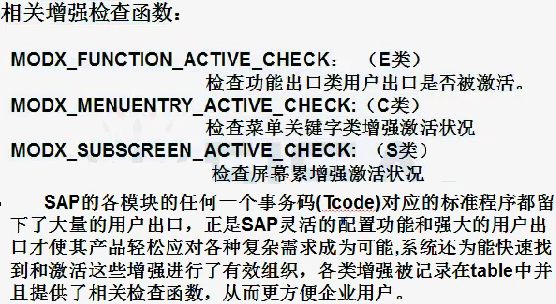 相关增强检查函数：
MODX_FUNCTION_ACTIVE_CHECK： （E类）
检查功能出口类用户出口是否被激活。
MODX_MENUENTRY_ACTIVE_CHECK:（C类）
检查菜单关键字类增强激活状况
MODX_SUBSCREEN_ACTIVE_CHECK:（S类）
检查屏幕累增强激活状况
SAP的各模块的任何一个事务码(Tcode)对应的标准程序都留
下了大量的用户出口，正是SAP灵活的配置功能和强大的用户出
口才使其产品轻松应对各种复杂需求成为可能,系统还为能快速找
到和激活这些增强进行了有效组织，各类增强被记录在table中并
且提供了相关检查函数，从而更方便企业用户。